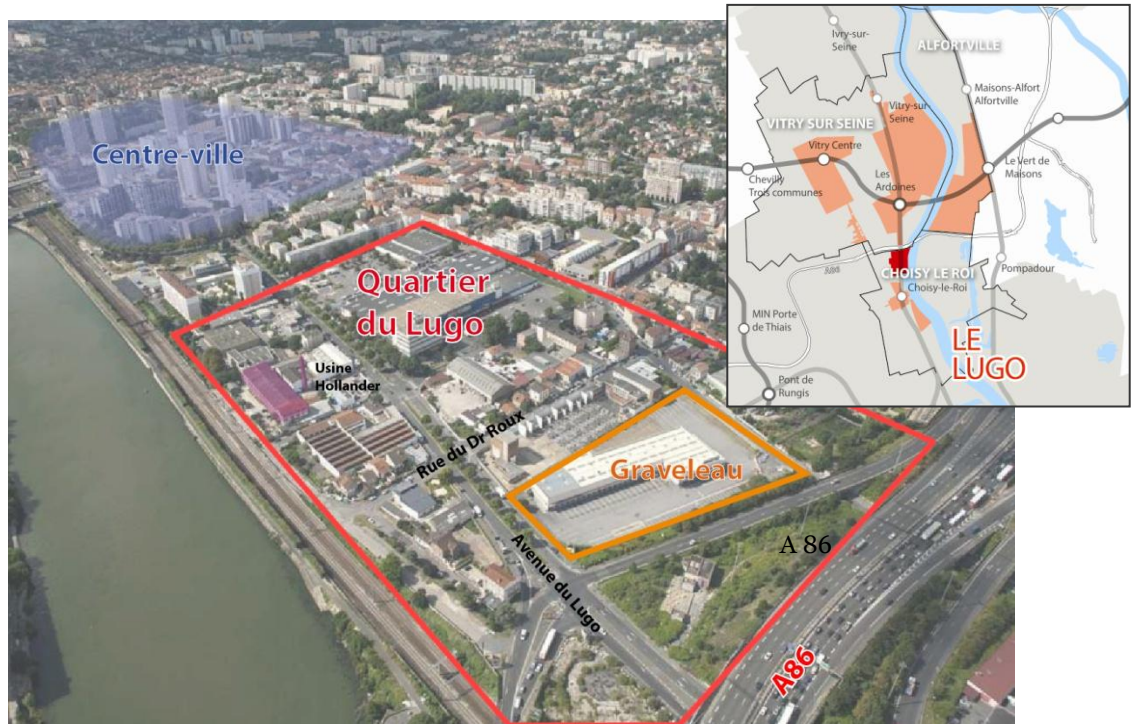 Centre-ville
Quartier
du Lugo
Usine
Hollander
Rue du Dr Roux
Graveleau
Avenue du Lugo
A 86
A86
Ivry-sur-
Seine
ALFORTVILLE
Maisons-Alfort
Alfortville
Vitry-sur
Seine
VITRY SUR SEINE
Vitry Centre
Les
Ardoines
Le Vert de
Maisons
Chevilly
Trois communes
A86
CHOISY LE ROI
Choisy-le-Roi
Pompadour
MIN Porte
de Thiais
LE
LUGO
Pont de
Rungis